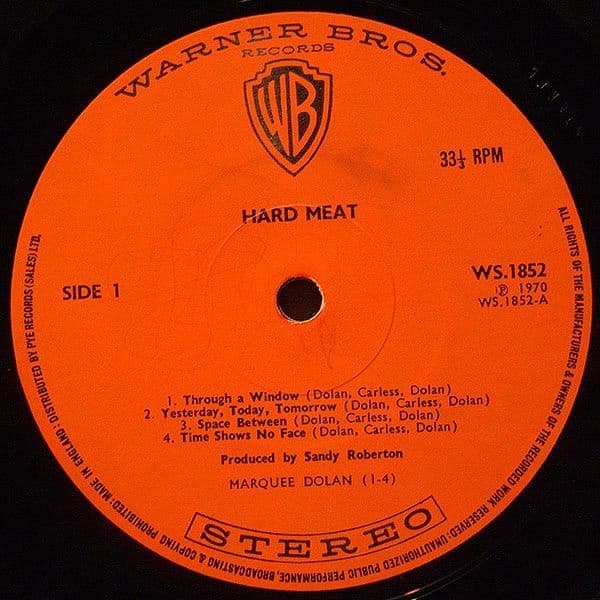 WARNER BROS.
RECORDS
WB
33⅓ RPM
HARD MEAT
SIDE 1
WS.1852
Ⓟ 1970
WS.1852-A
1. Through a Window (Dolan, Carless, Dolan)
2. Yesterday, Today, Tomorrow (Dolan, Carless, Dolan)
3. Space Between (Dolan, Carless, Dolan)
4. Time Shows No Face (Dolan, Carless, Dolan)
Produced by Sandy Roberton
MARQUEE DOLAN (1-4)
STEREO
ALL RIGHTS OF THE MANUFACTURERS & OWNERS OF THE RECORDED WORK RESERVED·UNAUTHORIZED PUBLIC PERFORMANCE, BROADCASTING & COPYING PROHIBITED: MADE IN ENGLAND: DISTRIBUTED BY PYE RECORDS (SALES) LTD.